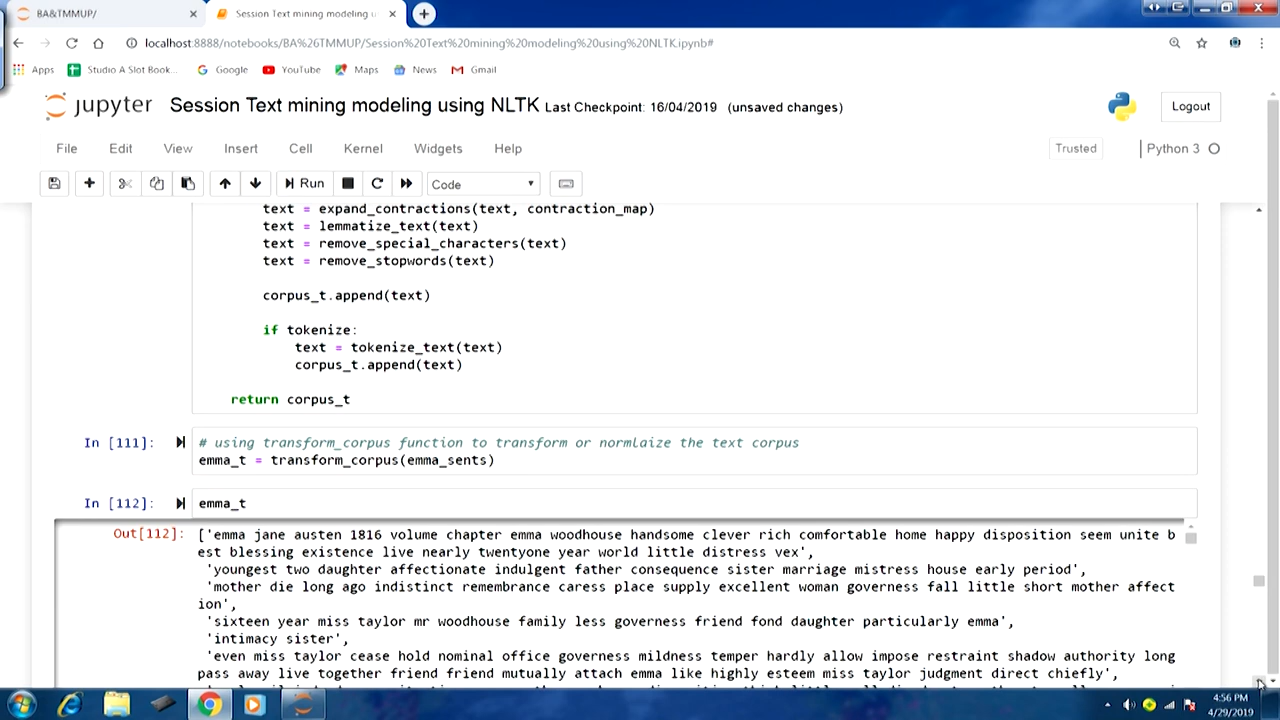 BA&TMMUP/
Session Text mining modeling u
localhost:8888/notebooks/BA%26TMMUP/Session%20Text%20mining%20modeling%20using%20NLTK.ipynb#
Apps Studio A Slot Book... Google YouTube Maps News Gmail
jupyter Session Text mining modeling using NLTK Last Checkpoint: 16/04/2019 (unsaved changes) Logout
File Edit View Insert Cell Kernel Widgets Help Trusted Python 3
Run Code
text = expand_contractions(text, contraction_map)
text = lemmatize_text(text)
text = remove_special_characters(text)
text = remove_stopwords(text)
corpus_t.append(text)
if tokenize:
text = tokenize_text(text)
corpus_t.append(text)
return corpus_t
In [111]: # using transform_corpus function to transform or normlaize the text corpus
emma_t = transform_corpus(emma_sents)
In [112]: emma_t
Out[112]: ['emma jane austen 1816 volume chapter emma woodhouse handsome clever rich comfortable home happy disposition seem unite b
est blessing existence live nearly twentyone year world little distress vex',
'youngest two daughter affectionate indulgent father consequence sister marriage mistress house early period',
'mother die long ago indistinct remembrance caress place supply excellent woman governess fall little short mother affect
ion',
'sixteen year miss taylor mr woodhouse family less governess friend fond daughter particularly emma',
'intimacy sister',
'even miss taylor cease hold nominal office governess mildness temper hardly allow impose restraint shadow authority long
pass away live together friend friend mutually attach emma like highly esteem miss taylor judgment direct chiefly',
4:56 PM
4/29/2019